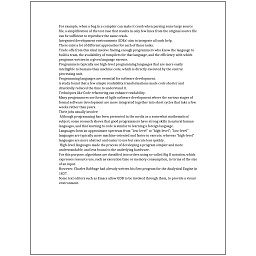 For example, when a bug in a compiler can make it crash when parsing some large source
file, a simplification of the test case that results in only few lines from the original source file
can be sufficient to reproduce the same crash.
Integrated development environments (IDEs) aim to integrate all such help.
There exist a lot of different approaches for each of those tasks.
Trade-offs from this ideal involve finding enough programmers who know the language to
build a team, the availability of compilers for that language, and the efficiency with which
programs written in a given language execute.
Programmers typically use high-level programming languages that are more easily
intelligible to humans than machine code, which is directly executed by the central
processing unit.
Programming languages are essential for software development.
A study found that a few simple readability transformations made code shorter and
drastically reduced the time to understand it.
Techniques like Code refactoring can enhance readability.
Many programmers use forms of Agile software development where the various stages of
formal software development are more integrated together into short cycles that take a few
weeks rather than years.
Their jobs usually involve:
Although programming has been presented in the media as a somewhat mathematical
subject, some research shows that good programmers have strong skills in natural human
languages, and that learning to code is similar to learning a foreign language.
Languages form an approximate spectrum from "low-level" to "high-level"; "low-level"
languages are typically more machine-oriented and faster to execute, whereas "high-level"
languages are more abstract and easier to use but execute less quickly.
High-level languages made the process of developing a program simpler and more
understandable, and less bound to the underlying hardware.
For this purpose, algorithms are classified into orders using so-called Big O notation, which
expresses resource use, such as execution time or memory consumption, in terms of the size
of an input.
However, Charles Babbage had already written his first program for the Analytical Engine in
1837.
Some text editors such as Emacs allow GDB to be invoked through them, to provide a visual
environment.